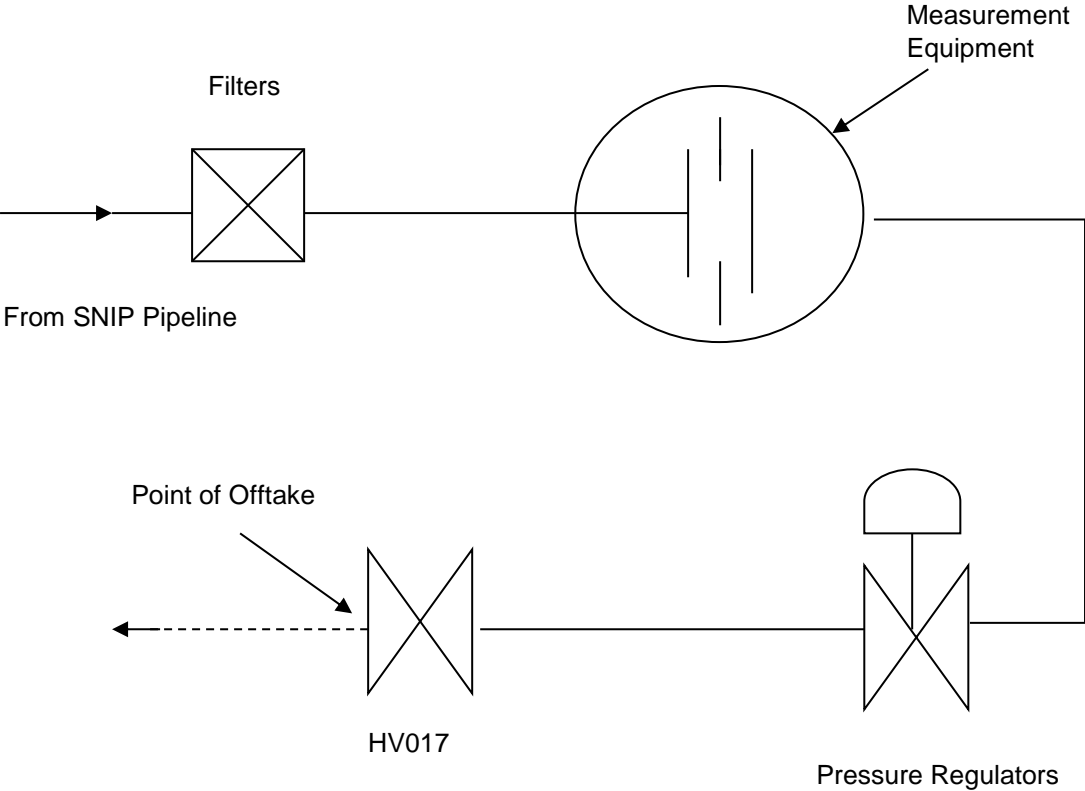 Measurement
Equipment
Filters
From SNIP Pipeline
Point of Offtake
HV017
Pressure Regulators